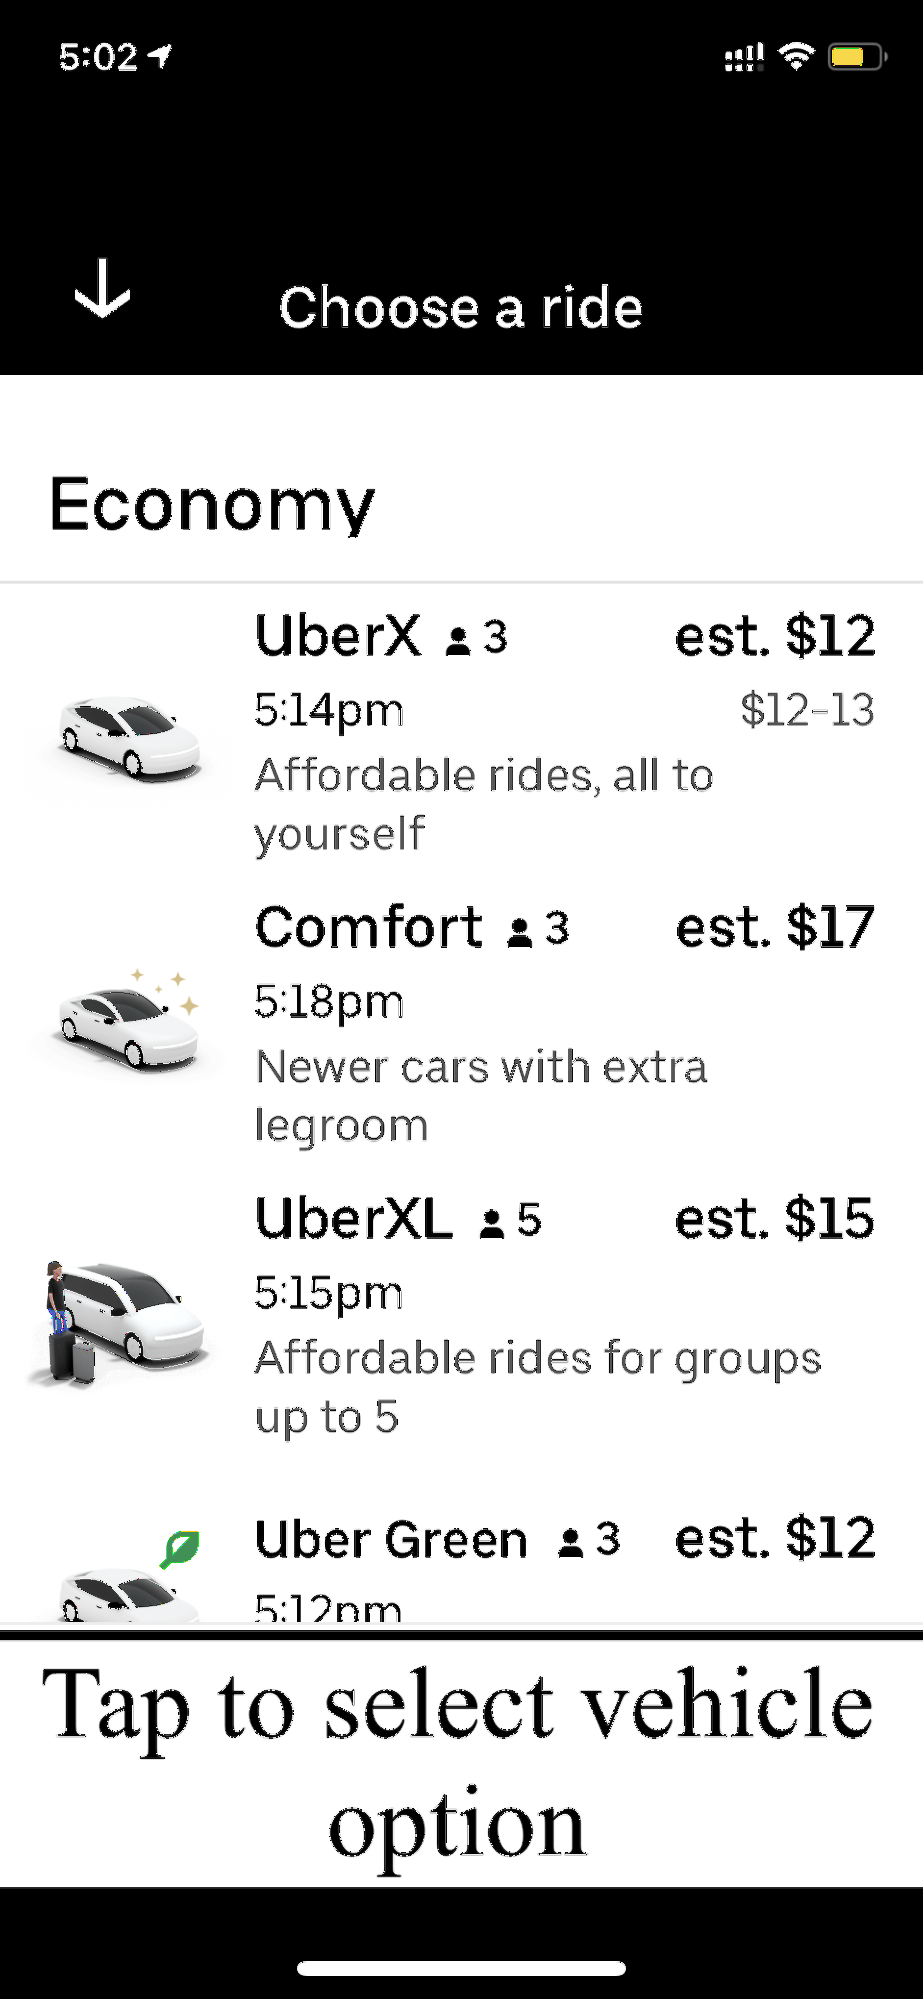 5:02
Choose a ride
Economy
UberX 3 est. $12
5:14pm $12-13
Affordable rides, all to
yourself
Comfort 3 est. $17
5:18pm
Newer cars with extra
legroom
UberXL 5 est. $15
5:15pm
Affordable rides for groups
up to 5
Uber Green 3 est. $12
5:12pm
Tap to select vehicle
option